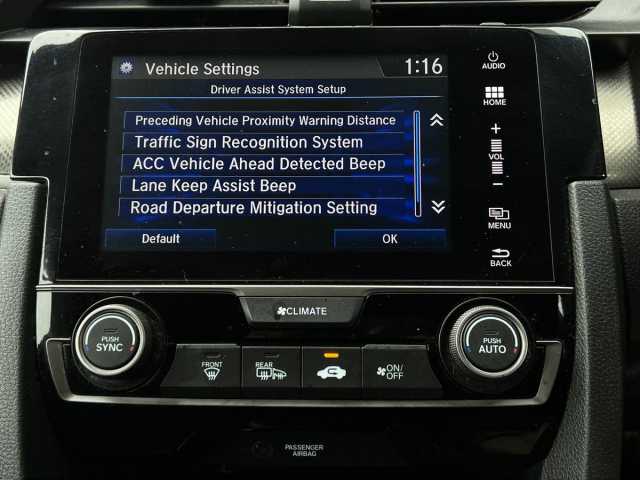 Vehicle Settings
1:16
Driver Assist System Setup
Preceding Vehicle Proximity Warning Distance
Traffic Sign Recognition System
ACC Vehicle Ahead Detected Beep
Lane Keep Assist Beep
Road Departure Mitigation Setting
Default
OK
AUDIO
HOME
+
VOL
−
MENU
BACK
CLIMATE
PUSH
SYNC
FRONT
REAR
ON/
OFF
PUSH
AUTO
PASSENGER
AIRBAG